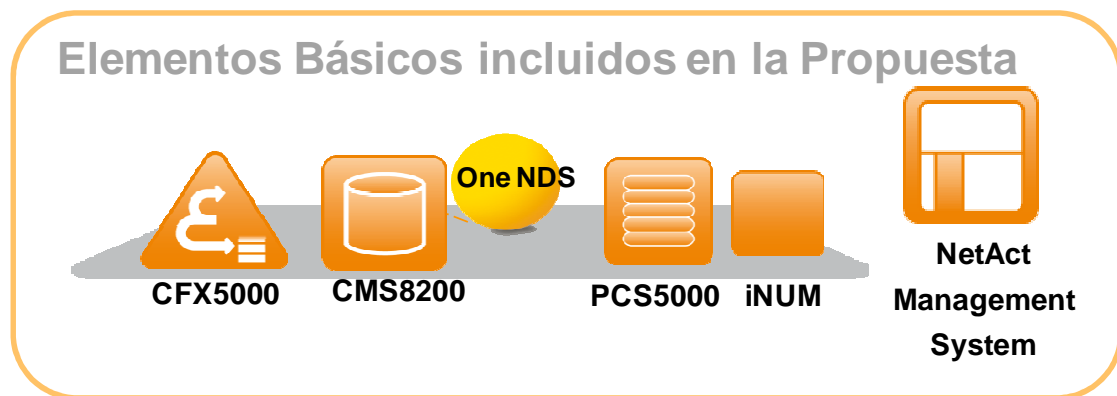 Elementos Básicos incluidos en la Propuesta
One NDS
CFX5000
CMS8200
PCS5000
iNUM
NetAct
Management
System